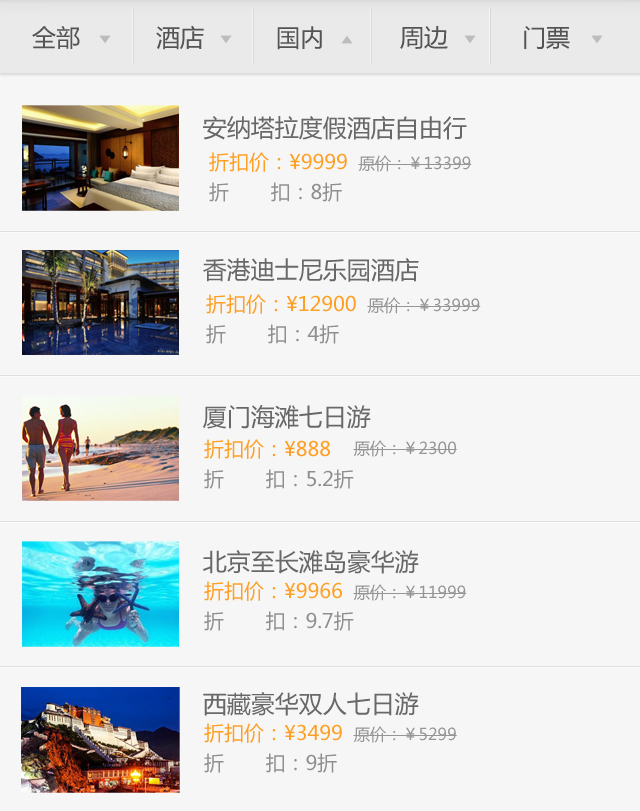 全部 酒店 国内 周边 门票
安纳塔拉度假酒店自由行
折扣价：¥9999 原价：￥13399
折 扣：8折
香港迪士尼乐园酒店
折扣价：¥12900 原价：￥33999
折 扣：4折
厦门海滩七日游
折扣价：¥888 原价：￥2300
折 扣：5.2折
北京至长滩岛豪华游
折扣价：¥9966 原价：￥11999
折 扣：9.7折
西藏豪华双人七日游
折扣价：¥3499 原价：￥5299
折 扣：9折